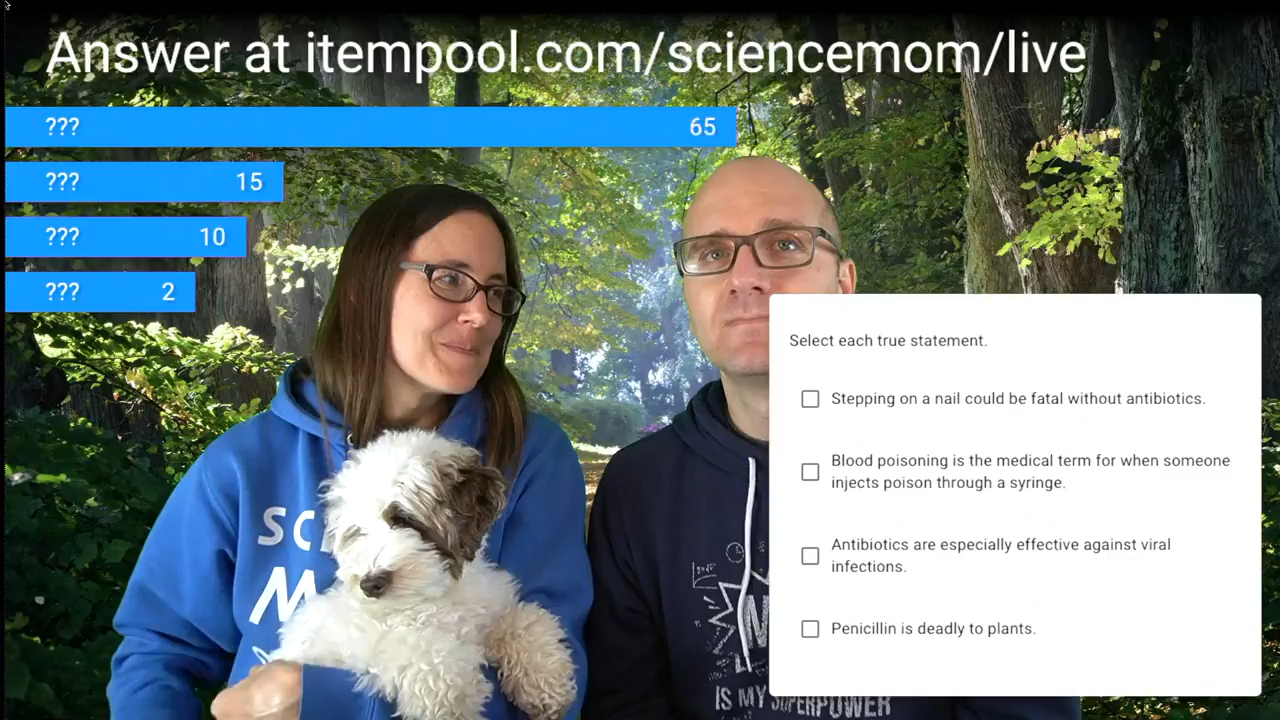 Answer at itempool.com/sciencemom/live
??? 65
??? 15
??? 10
??? 2
Select each true statement.
Stepping on a nail could be fatal without antibiotics.
Blood poisoning is the medical term for when someone
injects poison through a syringe.
Antibiotics are especially effective against viral
infections.
Penicillin is deadly to plants.
IS MY SUPERPOWER